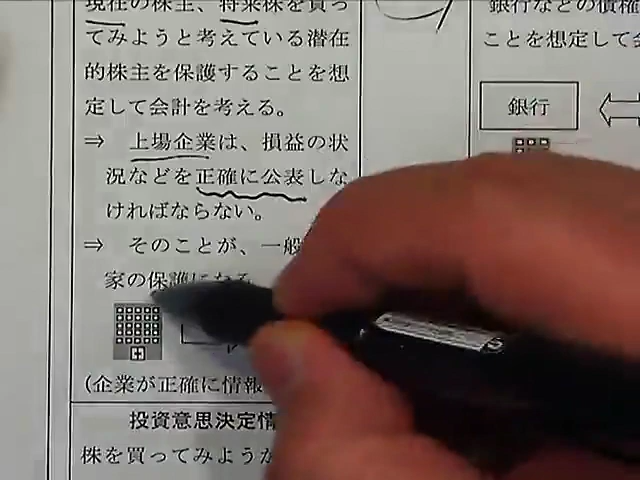 現在の株主、将来株を買っ
てみようと考えている潜在
的株主を保護することを想
定して会計を考える。
⇒ 上場企業は、損益の状
況などを正確に公表しな
ければならない。
⇒ そのことが、一般
家の保護になる
(企業が正確に情報
投資意思決定情
株を買ってみようか
銀行などの債権
ことを想定して会
銀行